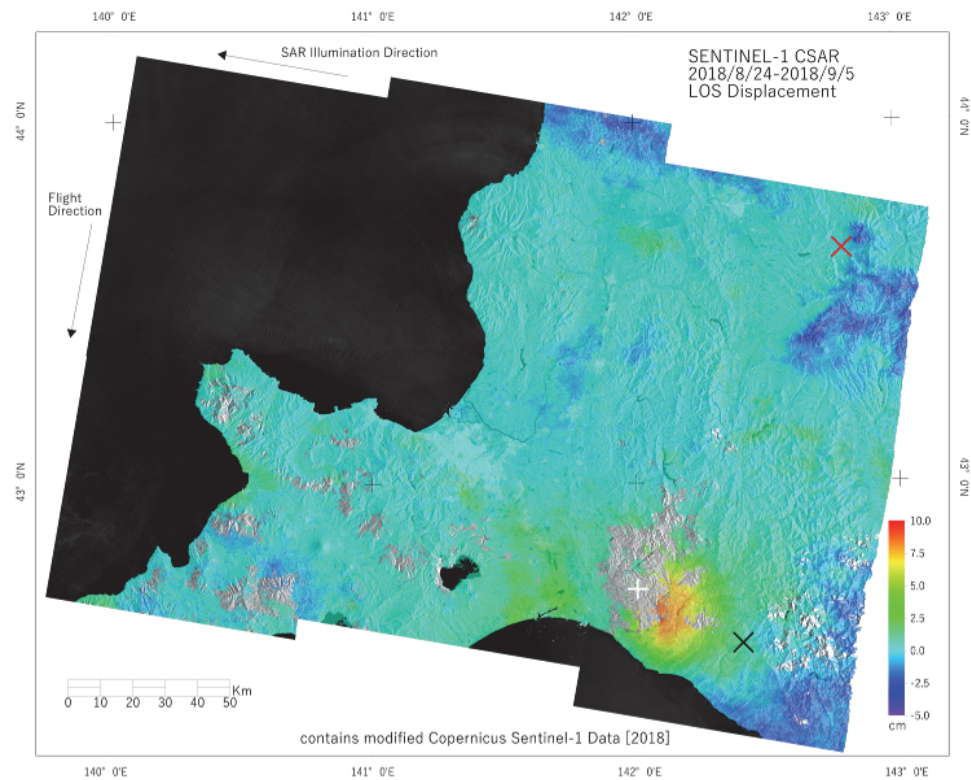 140° 0'E 141° 0'E 142° 0'E 143° 0'E
SAR Illumination Direction
SENTINEL-1 CSAR
2018/8/24-2018/9/5
LOS Displacement
44° 0'N
44° 0'N
Flight
Direction
43° 0'N
43° 0'N
10.0
7.5
5.0
2.5
0.0
-2.5
-5.0
cm
Km
0 10 20 30 40 50
contains modified Copernicus Sentinel-1 Data [2018]
140° 0'E 141° 0'E 142° 0'E 143° 0'E